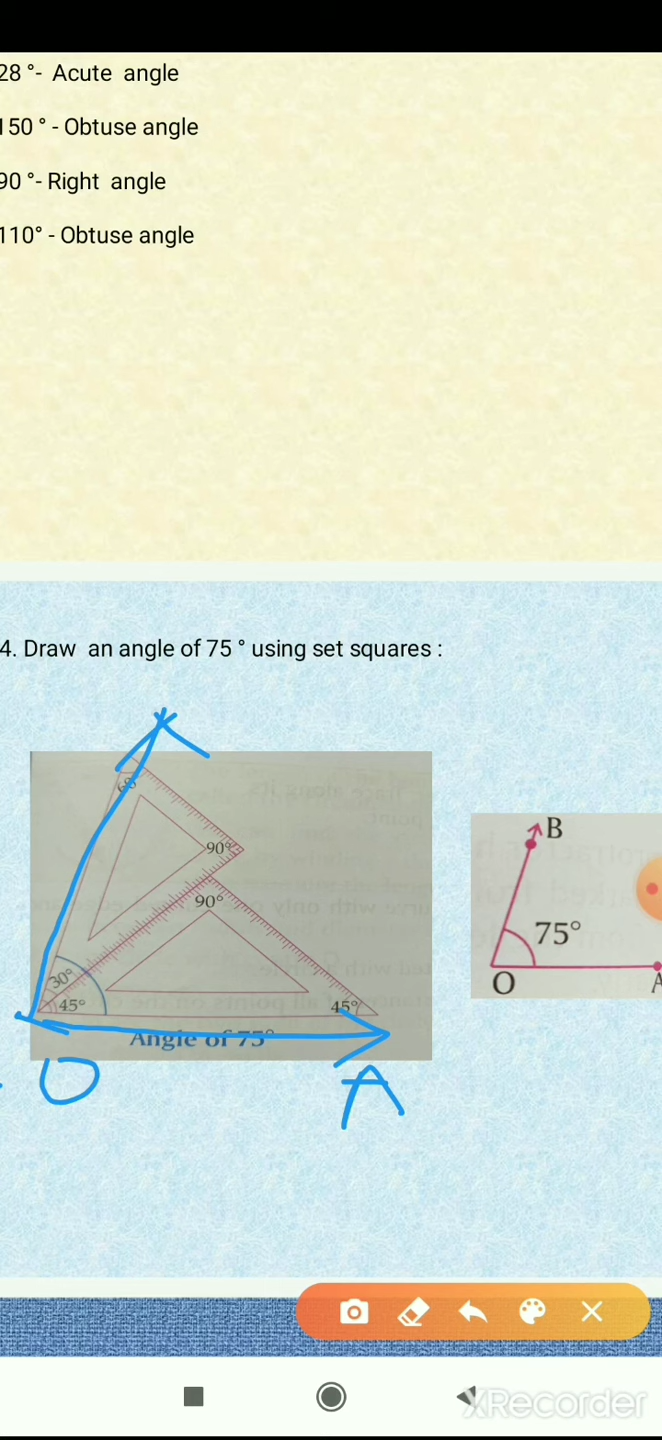 28 °- Acute angle
150 ° - Obtuse angle
90 °- Right angle
110° - Obtuse angle
4. Draw an angle of 75 ° using set squares :
90°
90°
30°
45°
45°
Angle of 75°
O
A
B
75°
O
A
XRecorder